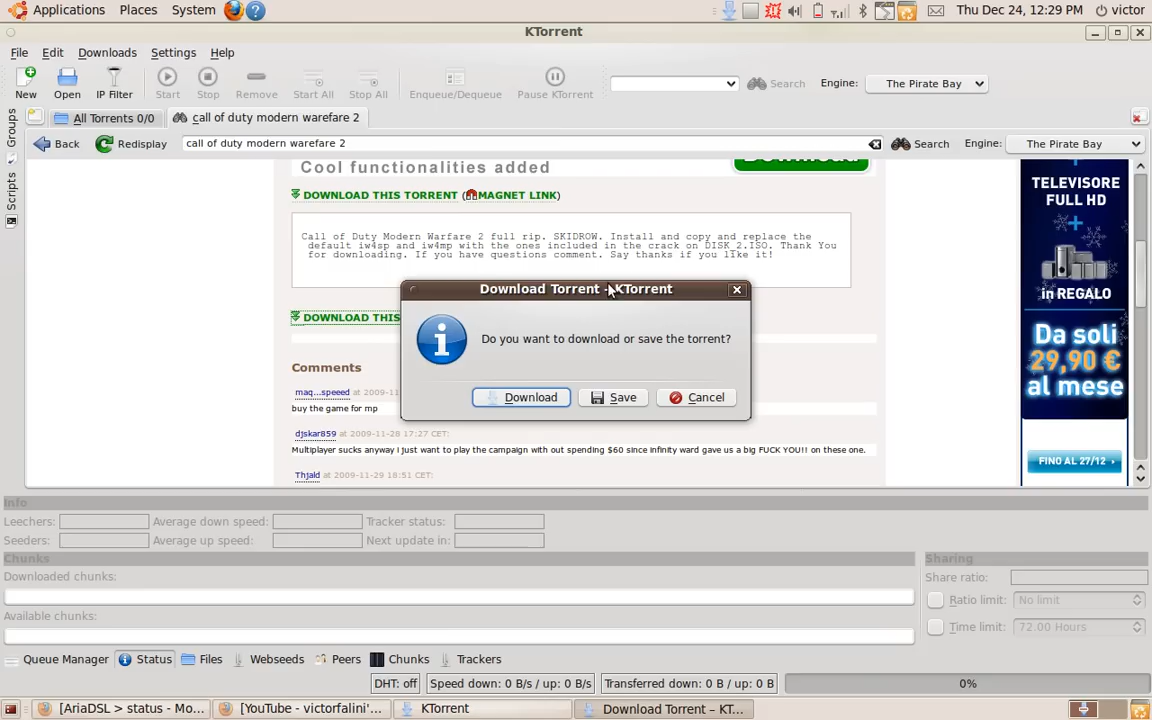 Applications Places System Thu Dec 24, 12:29 PM victor
KTorrent
File Edit Downloads Settings Help
New Open IP Filter Start Stop Remove Start All Stop All Enqueue/Dequeue Pause KTorrent Search Engine: The Pirate Bay
Groups
Scripts
All Torrents 0/0 call of duty modern warefare 2
Back Redisplay call of duty modern warefare 2 Search Engine: The Pirate Bay
Cool functionalities added
DOWNLOAD THIS TORRENT (MAGNET LINK)
Call of Duty Modern Warfare 2 full rip. SKIDROW. Install and copy and replace the
default iw4sp and iw4mp with the ones included in the crack on DISK_2.ISO. Thank You
for downloading. If you have questions comment. Say thanks if you like it!
DOWNLOAD THIS
Comments
maq...speeed at 2009-11
buy the game for mp
djskar859 at 2009-11-28 17:27 CET:
Multiplayer sucks anyway I just want to play the campaign with out spending $60 since infinity ward gave us a big FUCK YOU!! on these one.
Thjald at 2009-11-29 18:51 CET:
Download Torrent - KTorrent
Do you want to download or save the torrent?
Download Save Cancel
TELEVISORE
FULL HD
+
in REGALO
Da soli
29,90 €
al mese
FINO AL 27/12
Info
Leechers: Average down speed: Tracker status:
Seeders: Average up speed: Next update in:
Chunks
Downloaded chunks:
Available chunks:
Sharing
Share ratio:
Ratio limit: No limit
Time limit: 72.00 Hours
Queue Manager Status Files Webseeds Peers Chunks Trackers
DHT: off Speed down: 0 B/s / up: 0 B/s Transferred down: 0 B / up: 0 B 0%
[AriaDSL > status - Mo... [YouTube - victorfalini'... KTorrent Download Torrent – KT...